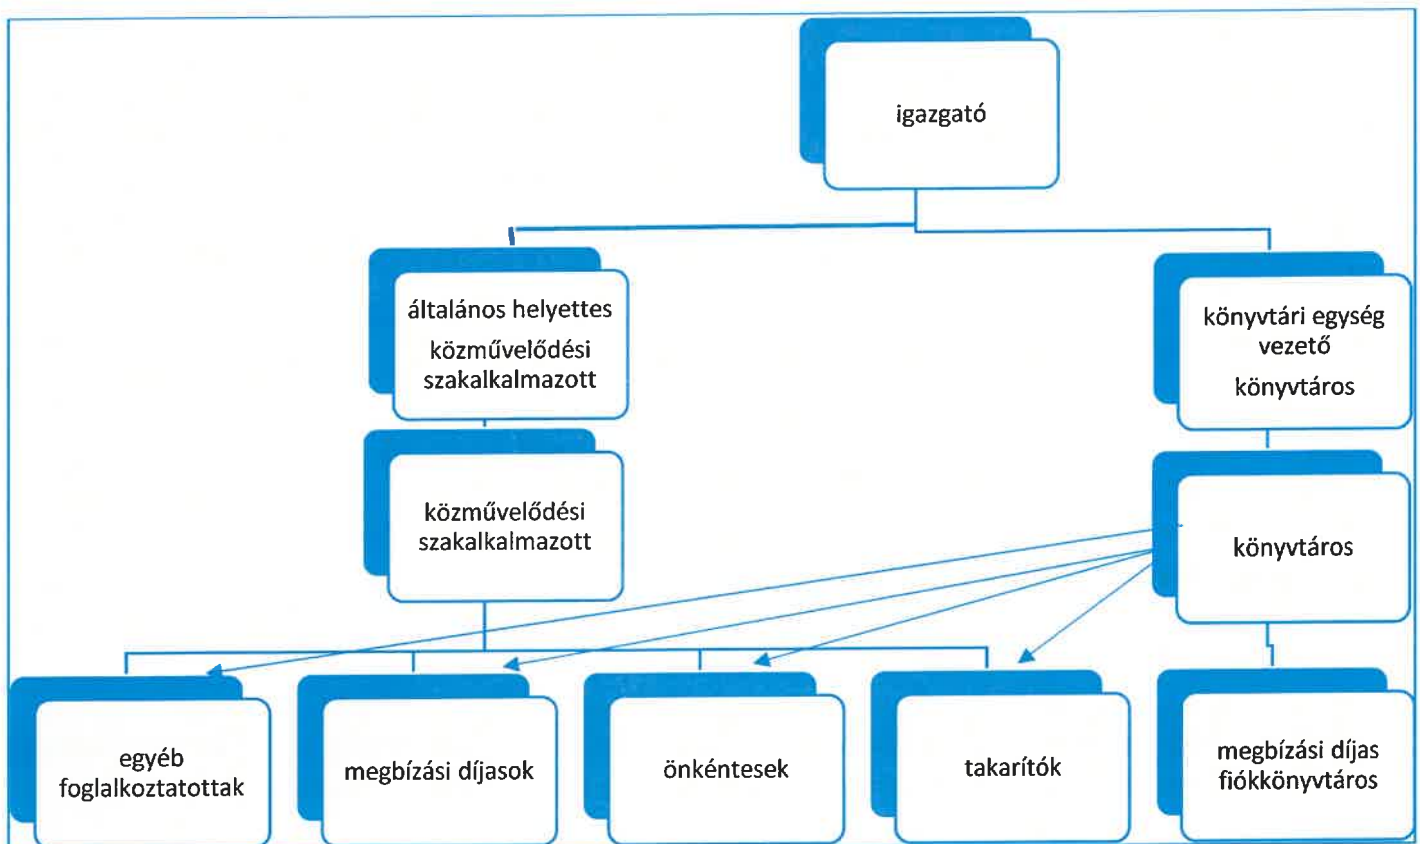 igazgató
általános helyettes
közművelődési
szakalkalmazott
könyvtári egység
vezető
könyvtáros
közművelődési
szakalkalmazott
könyvtáros
egyéb
foglalkoztatottak
megbízási díjasok
önkéntesek
takarítók
megbízási díjas
fiókkönyvtáros